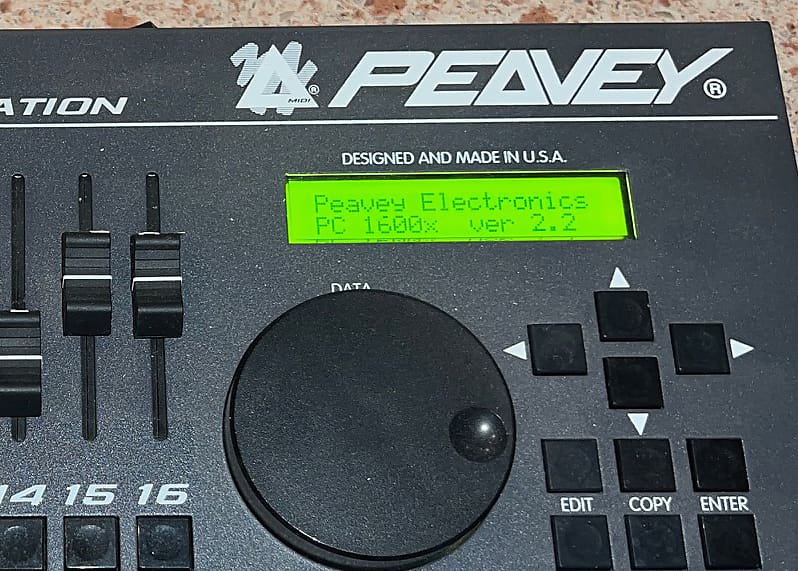 ATION
MIDI ®
PEAVEY®
DESIGNED AND MADE IN U.S.A.
Peavey Electronics
PC 1600x ver 2.2
DATA
14 15 16
EDIT COPY ENTER